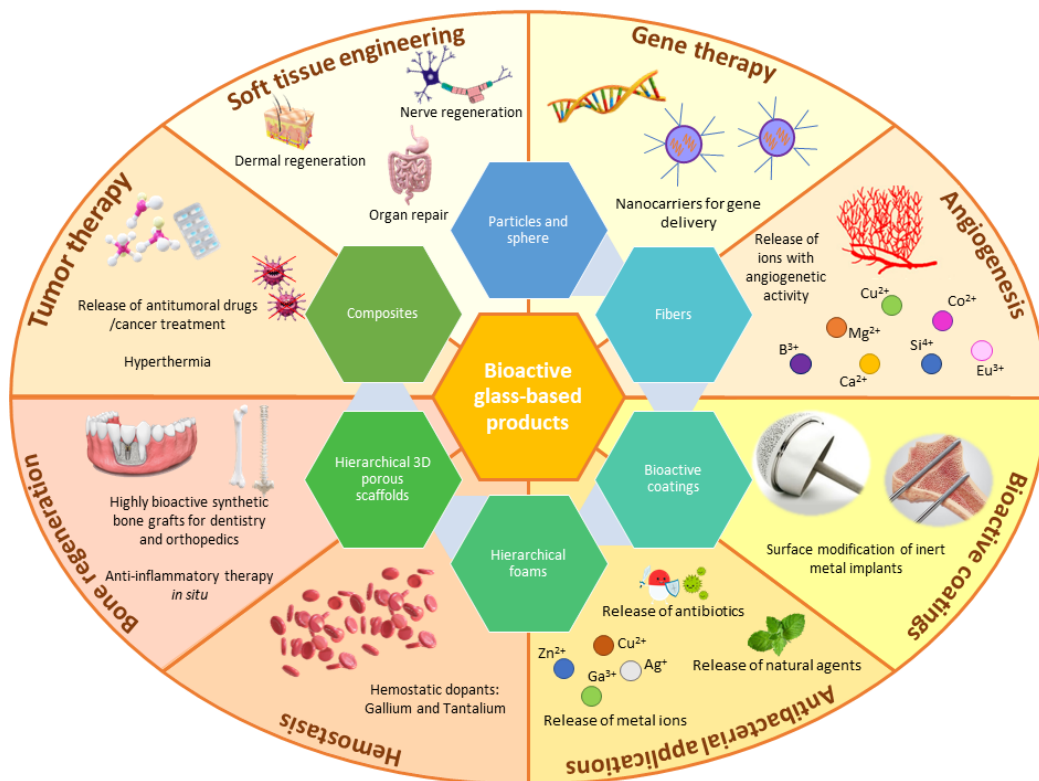 Soft tissue engineering
Nerve regeneration
Dermal regeneration
Organ repair
Gene therapy
Nanocarriers for gene
delivery
Angiogenesis
Release of
ions with
angiogenetic
activity
Cu²⁺
Co²⁺
Mg²⁺
Si⁴⁺
B³⁺
Ca²⁺
Eu³⁺
Tumor therapy
Release of antitumoral drugs
/cancer treatment
Hyperthermia
Particles and
sphere
Composites
Fibers
Bioactive
glass-based
products
Hierarchical 3D
porous scaffolds
Bioactive
coatings
Hierarchical
foams
Bone regeneration
Highly bioactive synthetic
bone grafts for dentistry
and orthopedics
Anti-inflammatory therapy
in situ
Bioactive coatings
Surface modification of inert
metal implants
Hemostasis
Hemostatic dopants:
Gallium and Tantalium
Antibacterial applications
Release of antibiotics
Cu²⁺
Zn²⁺
Ag⁺
Ga³⁺
Release of natural agents
Release of metal ions